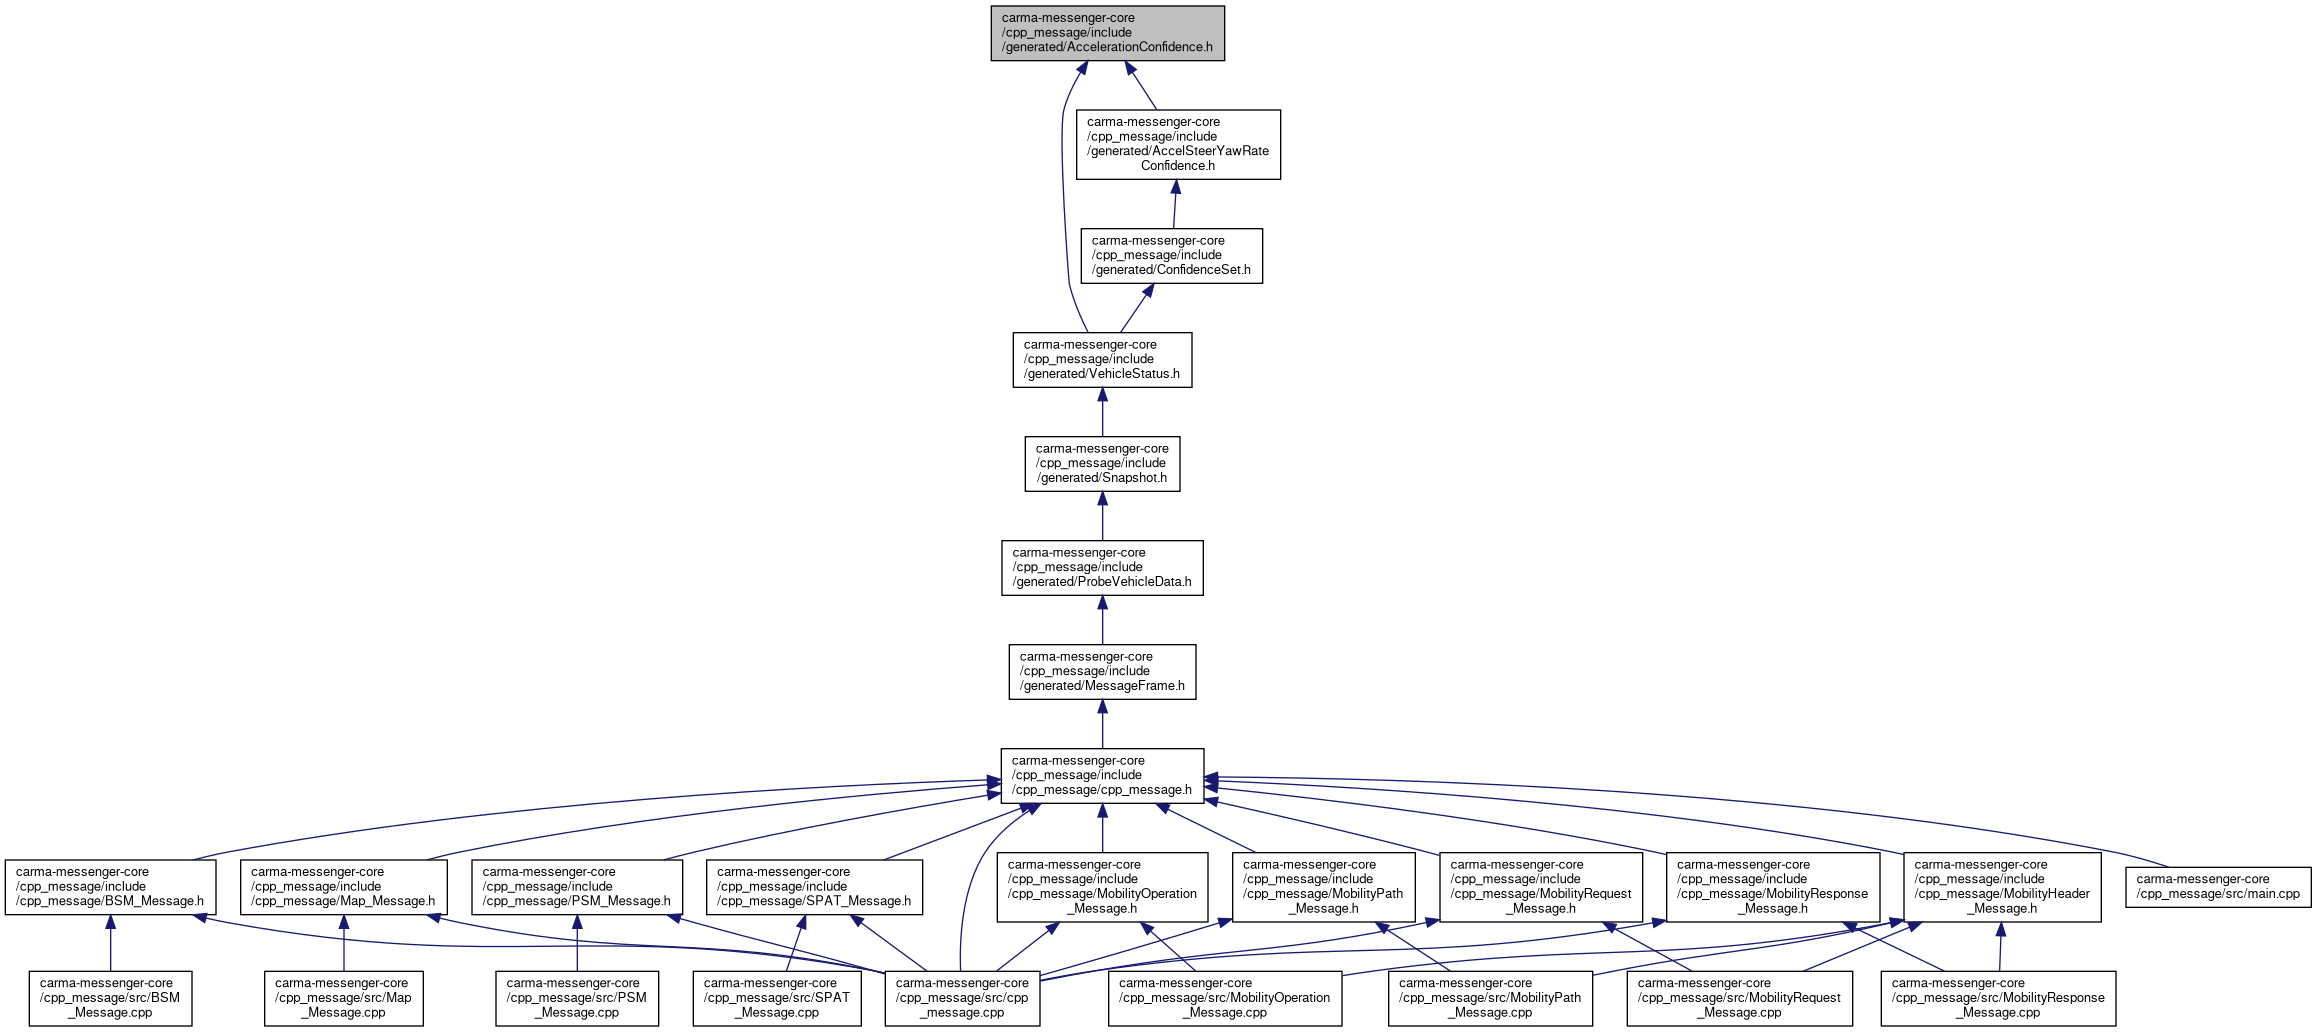 carma-messenger-core
/cpp_message/include
/generated/AccelerationConfidence.h
carma-messenger-core
/cpp_message/include
/generated/AccelSteerYawRate
Confidence.h
carma-messenger-core
/cpp_message/include
/generated/ConfidenceSet.h
carma-messenger-core
/cpp_message/include
/generated/VehicleStatus.h
carma-messenger-core
/cpp_message/include
/generated/Snapshot.h
carma-messenger-core
/cpp_message/include
/generated/ProbeVehicleData.h
carma-messenger-core
/cpp_message/include
/generated/MessageFrame.h
carma-messenger-core
/cpp_message/include
/cpp_message/cpp_message.h
carma-messenger-core
/cpp_message/include
/cpp_message/BSM_Message.h
carma-messenger-core
/cpp_message/include
/cpp_message/Map_Message.h
carma-messenger-core
/cpp_message/include
/cpp_message/PSM_Message.h
carma-messenger-core
/cpp_message/include
/cpp_message/SPAT_Message.h
carma-messenger-core
/cpp_message/include
/cpp_message/MobilityOperation
_Message.h
carma-messenger-core
/cpp_message/include
/cpp_message/MobilityPath
_Message.h
carma-messenger-core
/cpp_message/include
/cpp_message/MobilityRequest
_Message.h
carma-messenger-core
/cpp_message/include
/cpp_message/MobilityResponse
_Message.h
carma-messenger-core
/cpp_message/include
/cpp_message/MobilityHeader
_Message.h
carma-messenger-core
/cpp_message/src/main.cpp
carma-messenger-core
/cpp_message/src/BSM
_Message.cpp
carma-messenger-core
/cpp_message/src/Map
_Message.cpp
carma-messenger-core
/cpp_message/src/PSM
_Message.cpp
carma-messenger-core
/cpp_message/src/SPAT
_Message.cpp
carma-messenger-core
/cpp_message/src/cpp
_message.cpp
carma-messenger-core
/cpp_message/src/MobilityOperation
_Message.cpp
carma-messenger-core
/cpp_message/src/MobilityPath
_Message.cpp
carma-messenger-core
/cpp_message/src/MobilityRequest
_Message.cpp
carma-messenger-core
/cpp_message/src/MobilityResponse
_Message.cpp